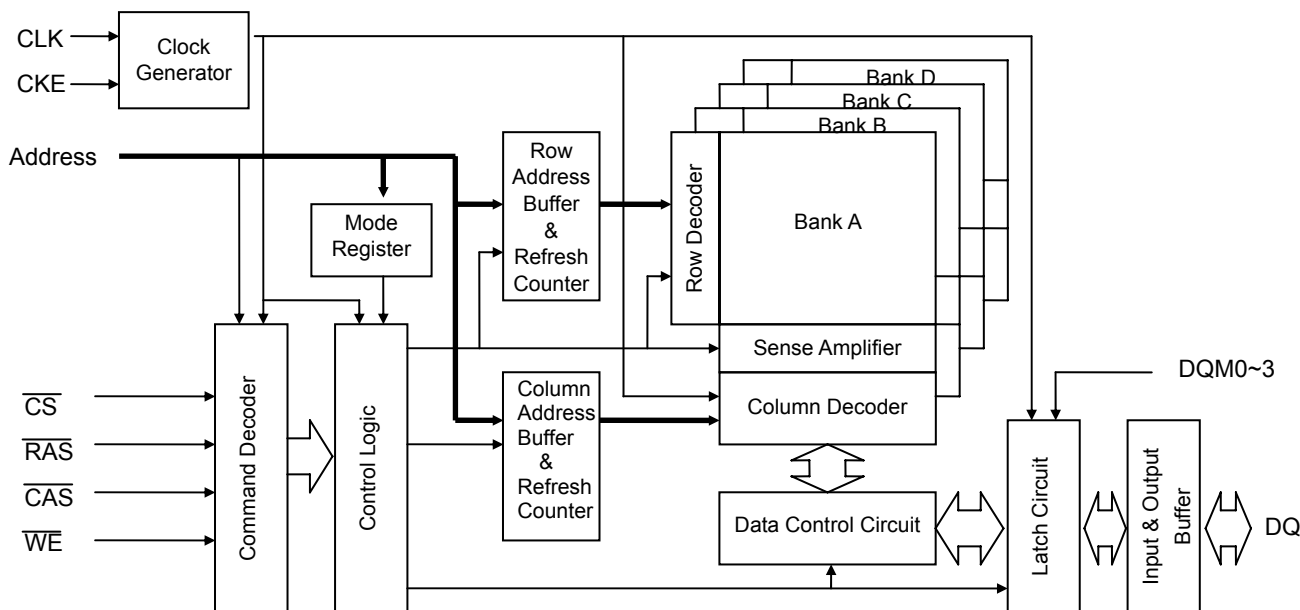 CLK
CKE
Clock
Generator
Address
Mode
Register
Row
Address
Buffer
&
Refresh
Counter
Bank D
Bank C
Bank B
Bank A
Row Decoder
Sense Amplifier
Column Decoder
Column
Address
Buffer
&
Refresh
Counter
CS
RAS
CAS
WE
Command Decoder
Control Logic
Data Control Circuit
DQM0~3
Latch Circuit
Input & Output
Buffer
DQ